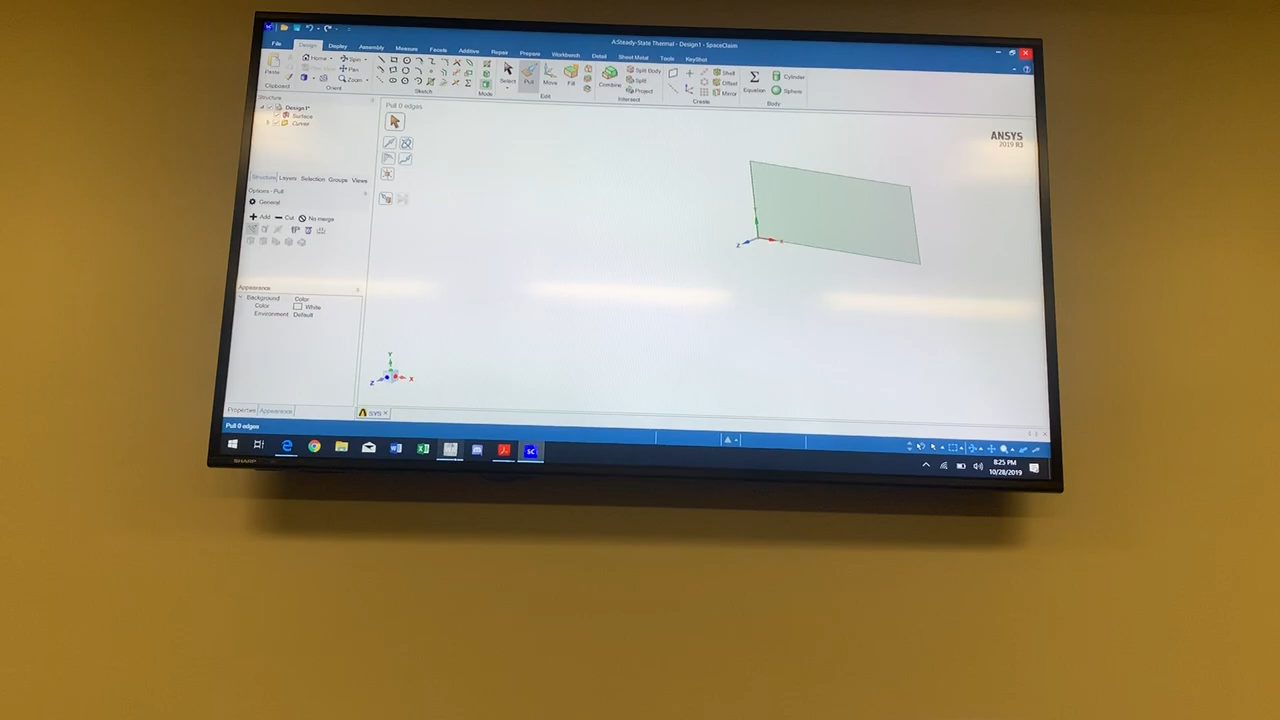 A:Steady-State Thermal - Design1 - SpaceClaim
File Design Display Assembly Measure Facets Additive Repair Prepare Workbench Detail Sheet Metal Tools KeyShot
Paste
Home
Spin
Pan
Zoom
Select
Pull
Move
Fill
Combine
Split Body
Split
Project
Shell
Offset
Mirror
Equation
Cylinder
Sphere
Clipboard
Orient
Sketch
Mode
Edit
Intersect
Create
Body
Structure
Design1*
Surface
Curves
Pull 0 edges
ANSYS
2019 R3
Structure Layers Selection Groups Views
Options - Pull
General
Add Cut No merge
Appearance
Background Color
Color White
Environment Default
Z X
Y
Z X
Properties Appearance
SYS
Pull 0 edges
SC
8:25 PM
10/28/2019
SHARP